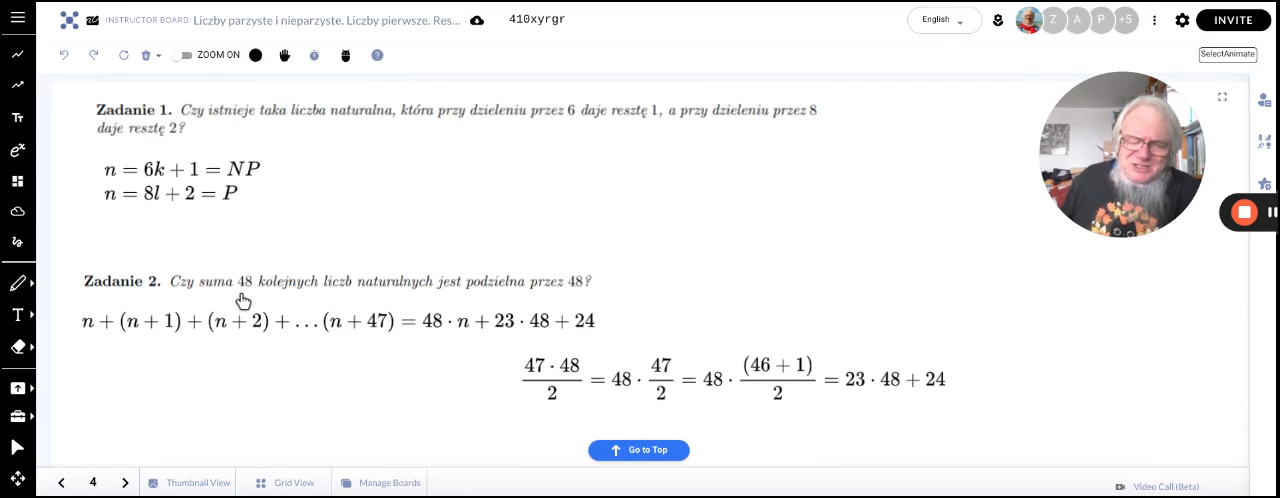 INSTRUCTOR BOARD: Liczby parzyste i nieparzyste. Liczby pierwsze. Res...
410xyrgr
English
Z A P +5
INVITE
ZOOM ON
SelectAnimate
Zadanie 1. Czy istnieje taka liczba naturalna, która przy dzieleniu przez 6 daje resztę 1, a przy dzieleniu przez 8
daje resztę 2?
n = 6k + 1 = NP
n = 8l + 2 = P
Zadanie 2. Czy suma 48 kolejnych liczb naturalnych jest podzielna przez 48?
n + (n + 1) + (n + 2) + ... (n + 47) = 48 · n + 23 · 48 + 24
47 · 48 / 2 = 48 · 47 / 2 = 48 · (46 + 1) / 2 = 23 · 48 + 24
Go to Top
4
Thumbnail View
Grid View
Manage Boards
Video Call (Beta)